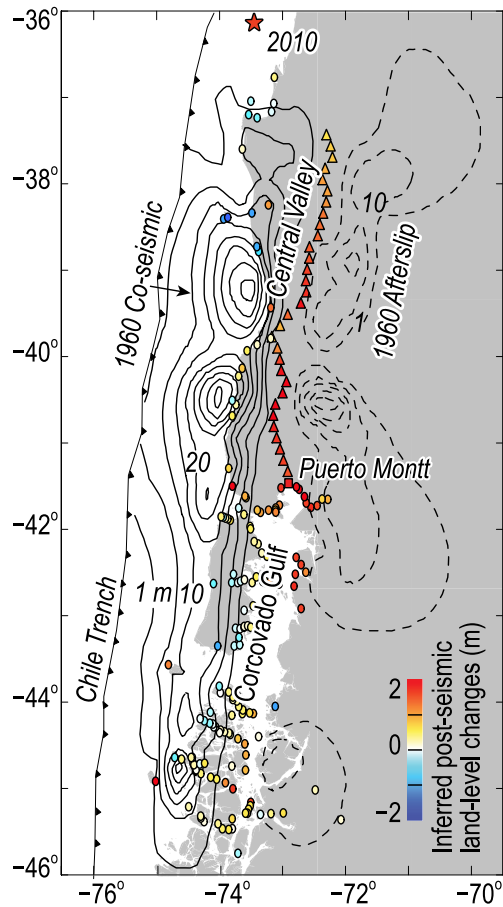 −36°
2010
−38°
Central Valley
10
1960 Co-seismic
1
1960 Afterslip
−40°
20
Puerto Montt
−42°
1 m 10
Corcovado Gulf
Chile Trench
−44°
2
0
−2
Inferred post-seismic
land-level changes (m)
−46°
−76° −74° −72° −70°